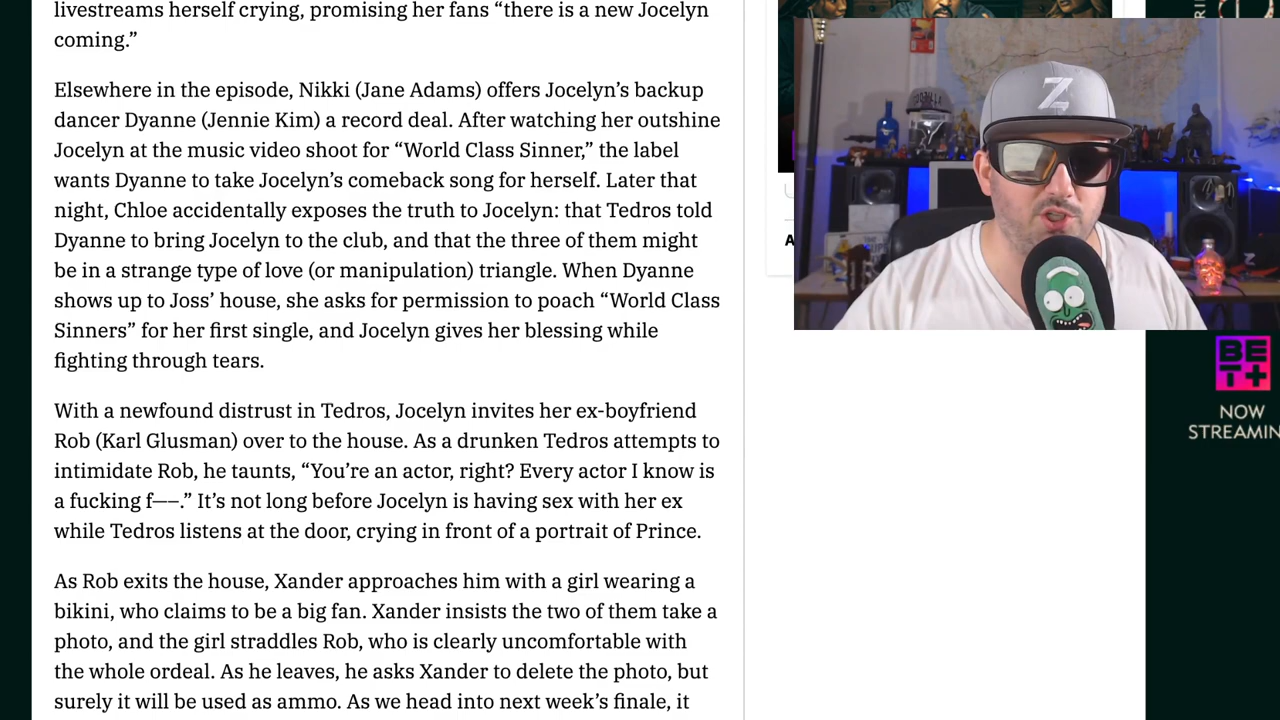 livestreams herself crying, promising her fans “there is a new Jocelyn
coming.”
Elsewhere in the episode, Nikki (Jane Adams) offers Jocelyn’s backup
dancer Dyanne (Jennie Kim) a record deal. After watching her outshine
Jocelyn at the music video shoot for “World Class Sinner,” the label
wants Dyanne to take Jocelyn’s comeback song for herself. Later that
night, Chloe accidentally exposes the truth to Jocelyn: that Tedros told
Dyanne to bring Jocelyn to the club, and that the three of them might
be in a strange type of love (or manipulation) triangle. When Dyanne
shows up to Joss’ house, she asks for permission to poach “World Class
Sinners” for her first single, and Jocelyn gives her blessing while
fighting through tears.
With a newfound distrust in Tedros, Jocelyn invites her ex-boyfriend
Rob (Karl Glusman) over to the house. As a drunken Tedros attempts to
intimidate Rob, he taunts, “You’re an actor, right? Every actor I know is
a fucking f——.” It’s not long before Jocelyn is having sex with her ex
while Tedros listens at the door, crying in front of a portrait of Prince.
As Rob exits the house, Xander approaches him with a girl wearing a
bikini, who claims to be a big fan. Xander insists the two of them take a
photo, and the girl straddles Rob, who is clearly uncomfortable with
the whole ordeal. As he leaves, he asks Xander to delete the photo, but
surely it will be used as ammo. As we head into next week’s finale, it
A
Z
BE
T+
NOW
STREAMIN